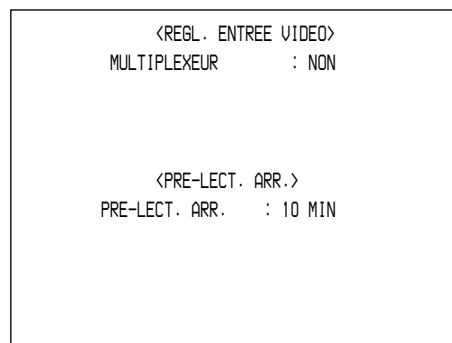 <REGL. ENTREE VIDEO>
MULTIPLEXEUR : NON
<PRE-LECT. ARR.>
PRE-LECT. ARR. : 10 MIN